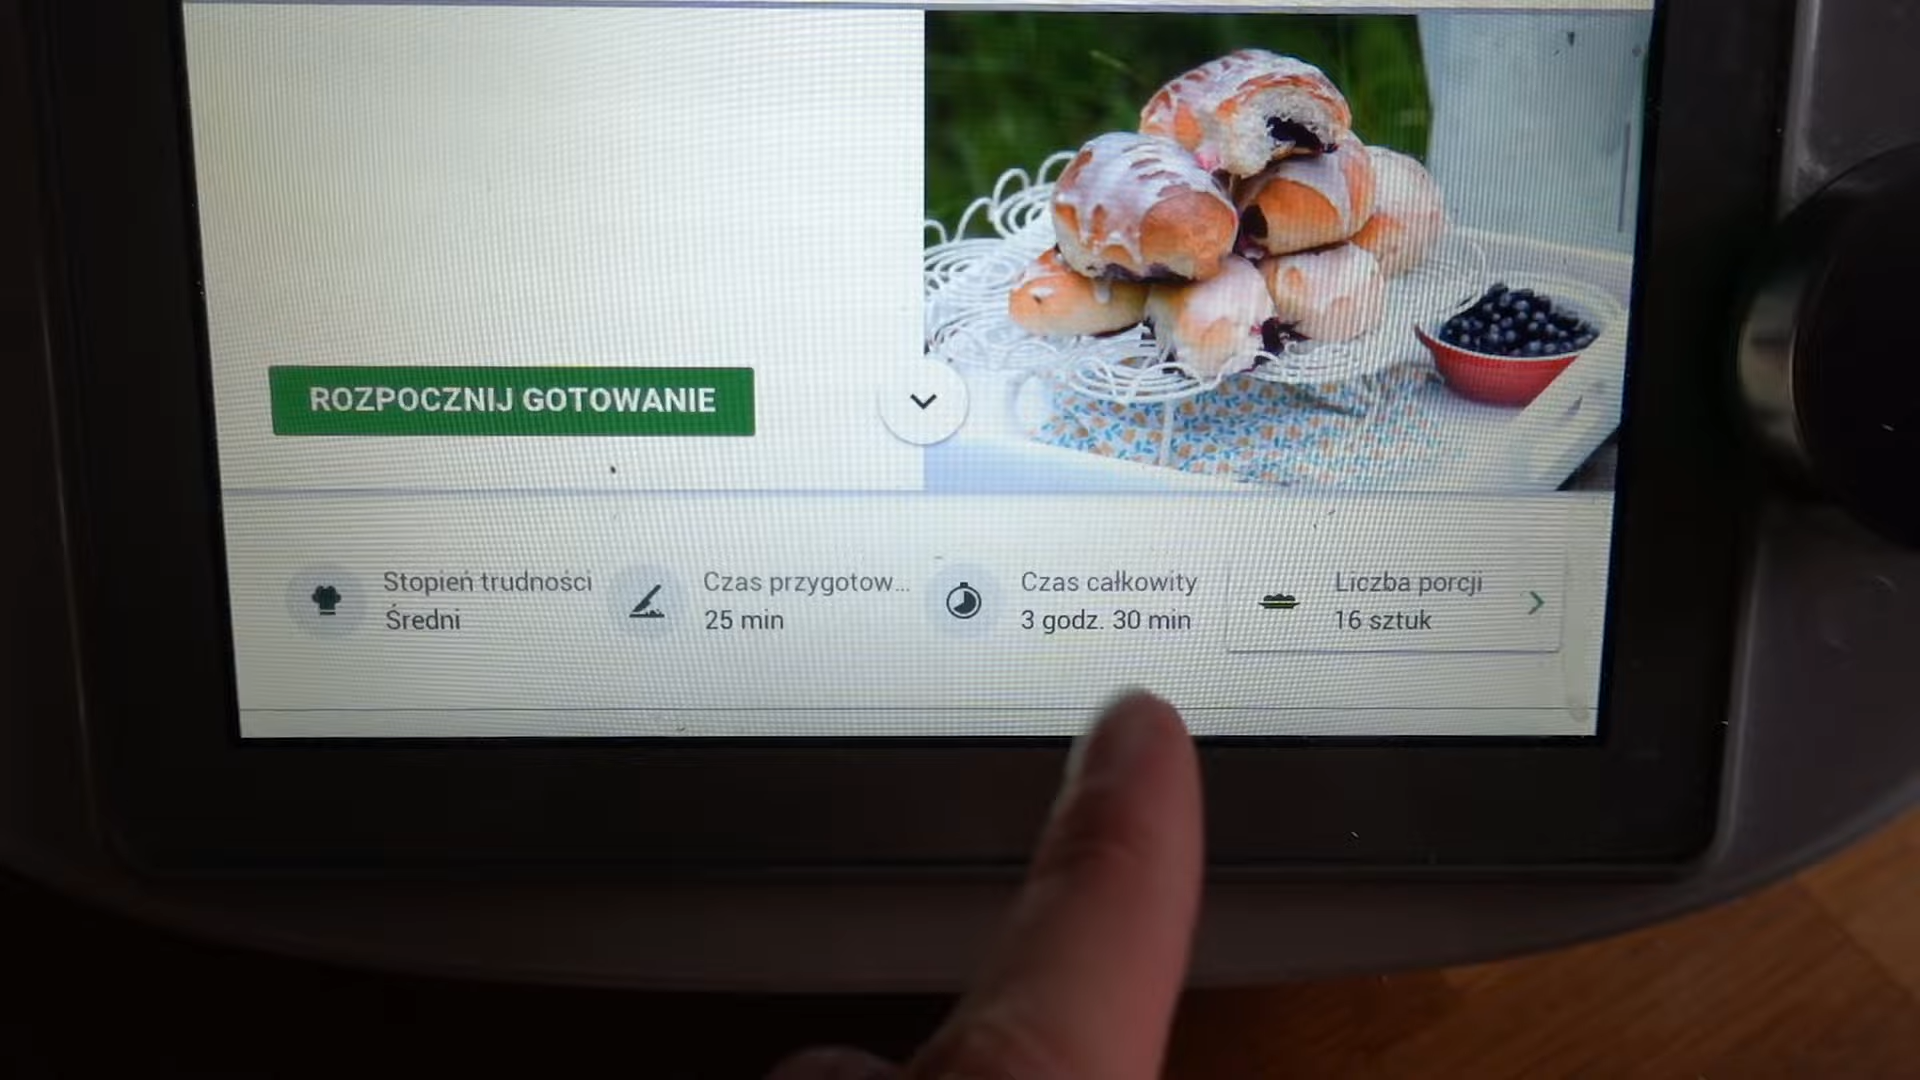 ROZPOCZNIJ GOTOWANIE
Stopień trudności
Średni
Czas przygotow...
25 min
Czas całkowity
3 godz. 30 min
Liczba porcji
16 sztuk